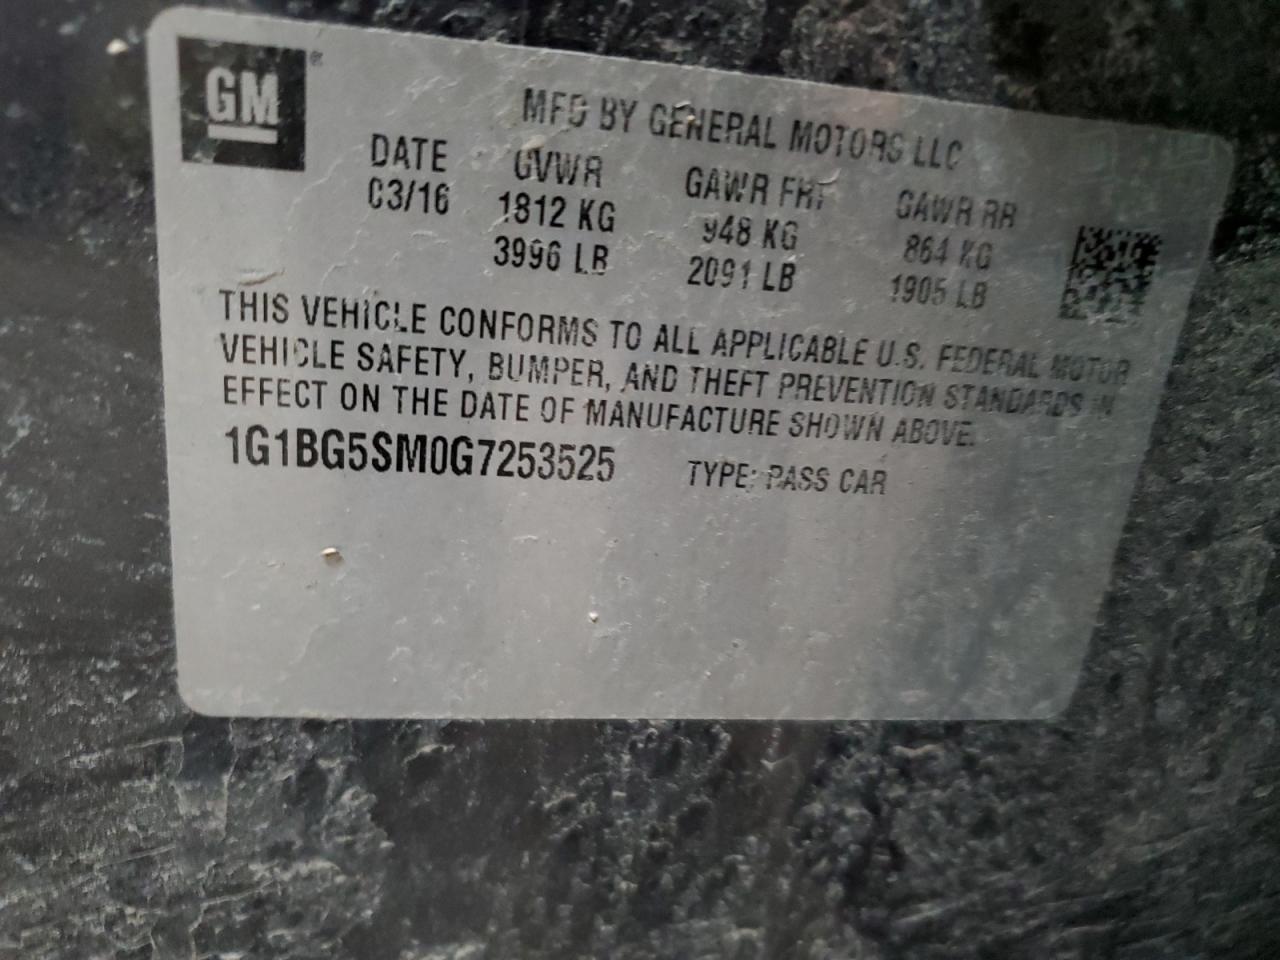 GM®
MFD BY GENERAL MOTORS LLC
DATE GVWR GAWR FRT GAWR RR
03/16 1812 KG 948 KG 864 KG
3996 LB 2091 LB 1905 LB
THIS VEHICLE CONFORMS TO ALL APPLICABLE U.S. FEDERAL MOTOR
VEHICLE SAFETY, BUMPER, AND THEFT PREVENTION STANDARDS IN
EFFECT ON THE DATE OF MANUFACTURE SHOWN ABOVE.
1G1BG5SM0G7253525 TYPE: PASS CAR